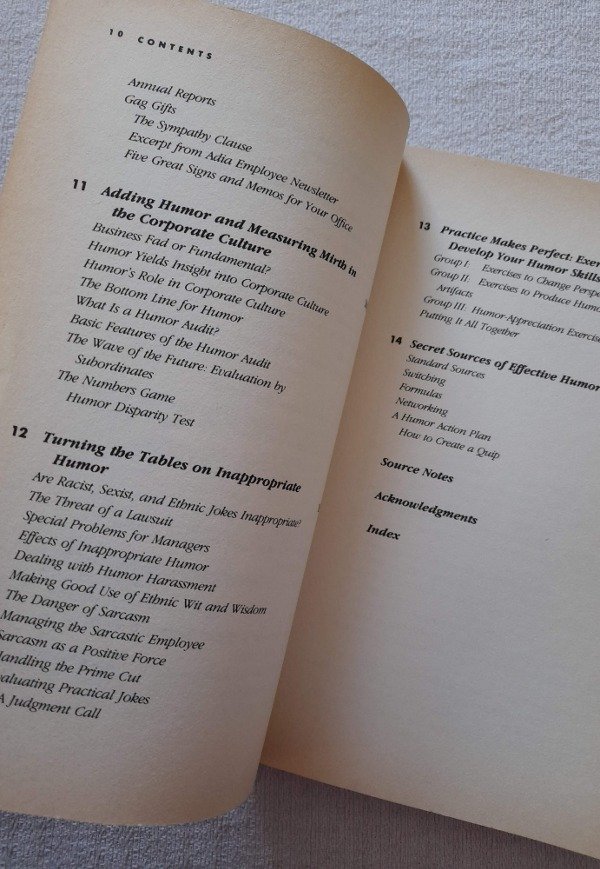 10 CONTENTS
Annual Reports
Gag Gifts
The Sympathy Clause
Excerpt from Adia Employee Newsletter
Five Great Signs and Memos for Your Office
11 Adding Humor and Measuring Mirth in
the Corporate Culture
Business Fad or Fundamental?
Humor Yields Insight into Corporate Culture
Humor's Role in Corporate Culture
The Bottom Line for Humor
What Is a Humor Audit?
Basic Features of the Humor Audit
The Wave of the Future: Evaluation by
Subordinates
The Numbers Game
Humor Disparity Test
12 Turning the Tables on Inappropriate
Humor
Are Racist, Sexist, and Ethnic Jokes Inappropriate?
The Threat of a Lawsuit
Special Problems for Managers
Effects of Inappropriate Humor
Dealing with Humor Harassment
Making Good Use of Ethnic Wit and Wisdom
The Danger of Sarcasm
Managing the Sarcastic Employee
Sarcasm as a Positive Force
Handling the Prime Cut
Evaluating Practical Jokes
A Judgment Call
13 Practice Makes Perfect:
Develop Your Humor Skills
Group I. Exercises to Change
Group II. Exercises to Produce
Artifacts
Group III. Humor Appreciation
Putting It All Together
14 Secret Sources of Effective Humor
Standard Sources
Switching
Formulas
Networking
A Humor Action Plan
How to Create a Quip
Source Notes
Acknowledgments
Index